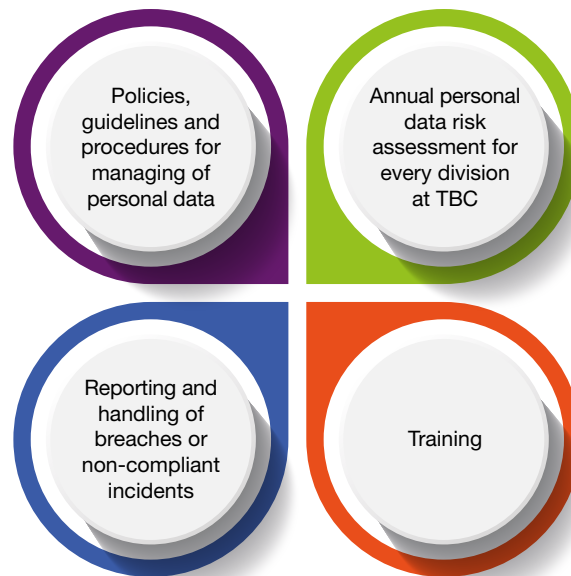 Policies,
guidelines and
procedures for
managing of
personal data
Annual personal
data risk
assessment for
every division
at TBC
Reporting and
handling of
breaches or
non-compliant
incidents
Training